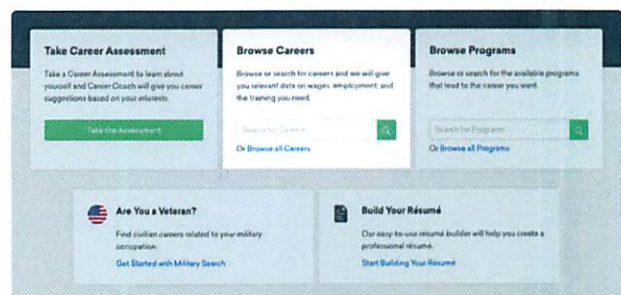 Take Career Assessment
Take a Career Assessment to learn about
yourself and Career Coach will give you career
suggestions based on your interests.
Take the Assessment
Browse Careers
Browse or search for careers and we will give
you relevant data on wages, employment, and
the training you need.
Search for Careers
Or Browse all Careers
Browse Programs
Browse or search for the available programs
that lead to the career you want.
Search for Programs
Or Browse all Programs
Are You a Veteran?
Find civilian careers related to your military
occupation.
Get Started with Military Search
Build Your Résumé
Our easy-to-use résumé builder will help you create a
professional résumé.
Start Building Your Résumé